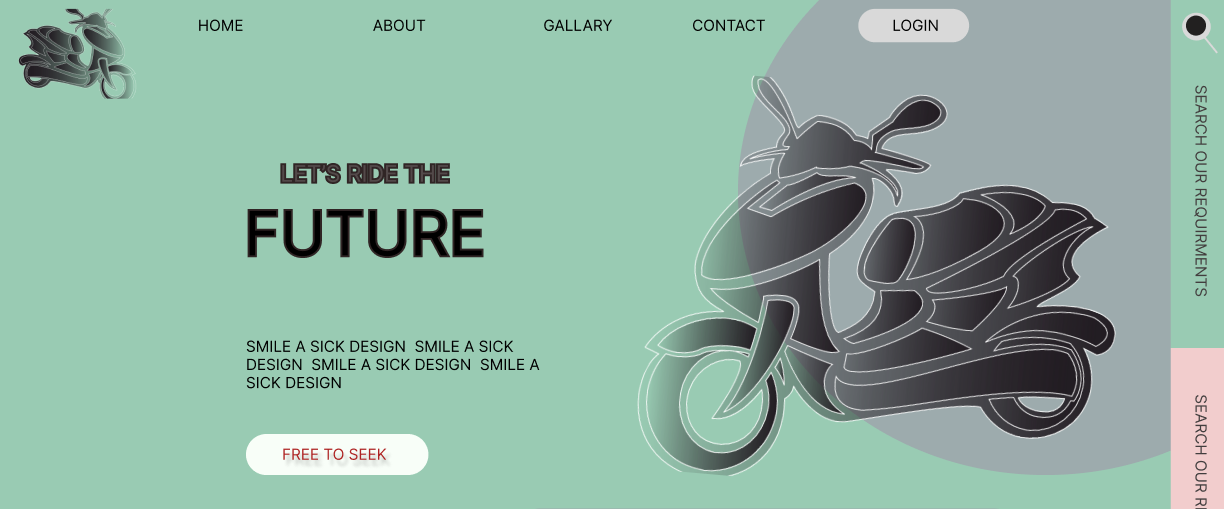 HOME
ABOUT
GALLARY
CONTACT
LOGIN
LET'S RIDE THE
FUTURE
SMILE A SICK DESIGN  SMILE A SICK
DESIGN  SMILE A SICK DESIGN  SMILE A
SICK DESIGN
FREE TO SEEK
SEARCH OUR REQUIRMENTS
SEARCH OUR